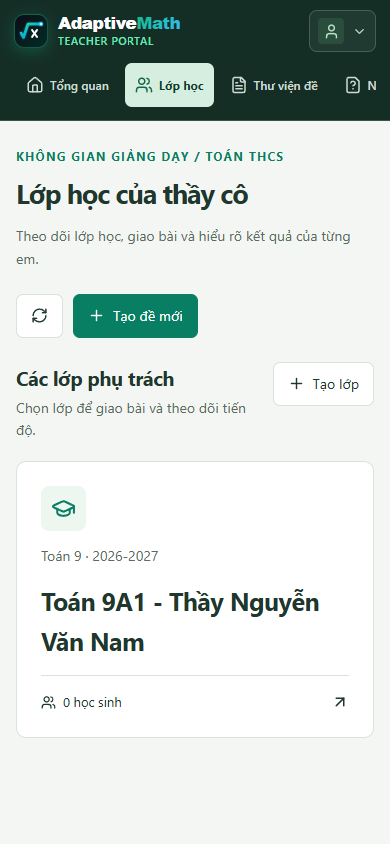 AdaptiveMath
TEACHER PORTAL
Tổng quan
Lớp học
Thư viện đề
N
KHÔNG GIAN GIẢNG DẠY / TOÁN THCS
Lớp học của thầy cô
Theo dõi lớp học, giao bài và hiểu rõ kết quả của từng
em.
Tạo đề mới
Các lớp phụ trách
Tạo lớp
Chọn lớp để giao bài và theo dõi tiến
độ.
Toán 9 · 2026-2027
Toán 9A1 - Thầy Nguyễn
Văn Nam
0 học sinh